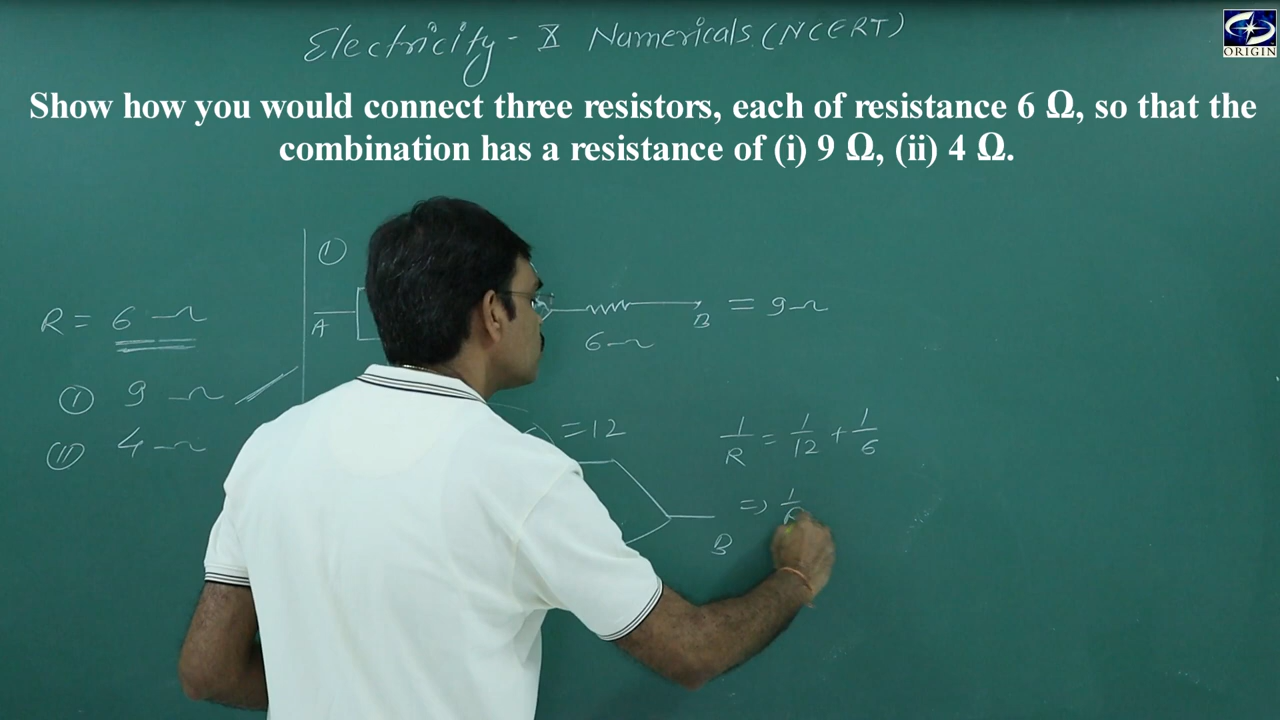 Electricity - X Numericals (NCERT)
ORIGIN
Show how you would connect three resistors, each of resistance 6 Ω, so that the
combination has a resistance of (i) 9 Ω, (ii) 4 Ω.
R = 6 Ω
(i) 9 Ω
(ii) 4 Ω
(i)
A
6 Ω
B
= 9 Ω
= 12
B
1/R = 1/12 + 1/6
=> 1/R